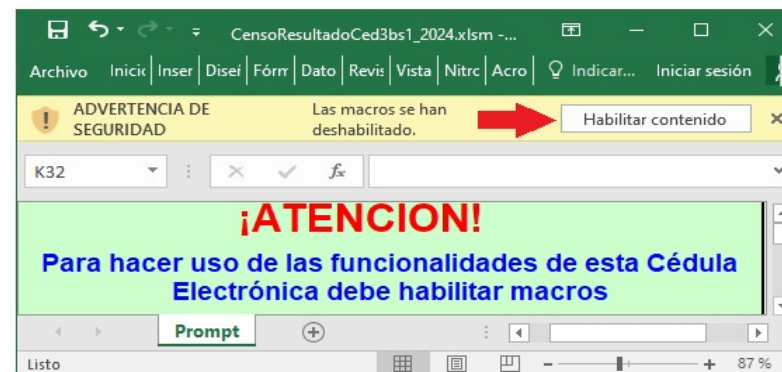 CensoResultadoCed3bs1_2024.xlsm -...
Archivo Inicio Inser Diseí Fórm Dato Revis Vista Nitro Acro Indicar... Iniciar sesión
ADVERTENCIA DE SEGURIDAD Las macros se han deshabilitado. Habilitar contenido
K32 fx
¡ATENCION!
Para hacer uso de las funcionalidades de esta Cédula
Electrónica debe habilitar macros
Prompt
Listo 87 %